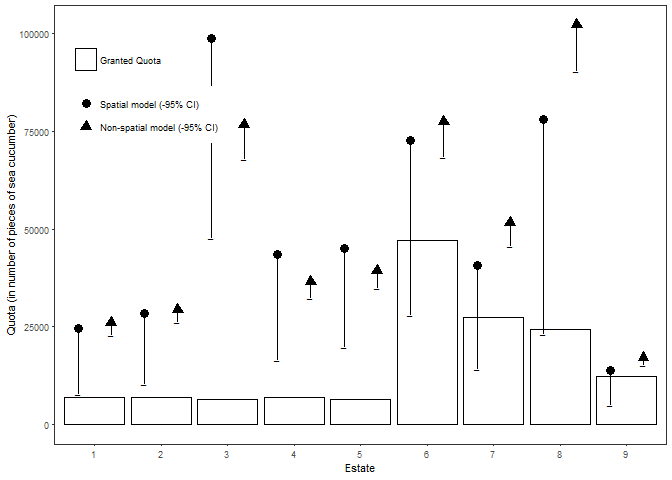 Quota (in number of pieces of sea cucumber)
100000
75000
50000
25000
0
Granted Quota
Spatial model (-95% CI)
Non-spatial model (-95% CI)
1 2 3 4 5 6 7 8 9
Estate